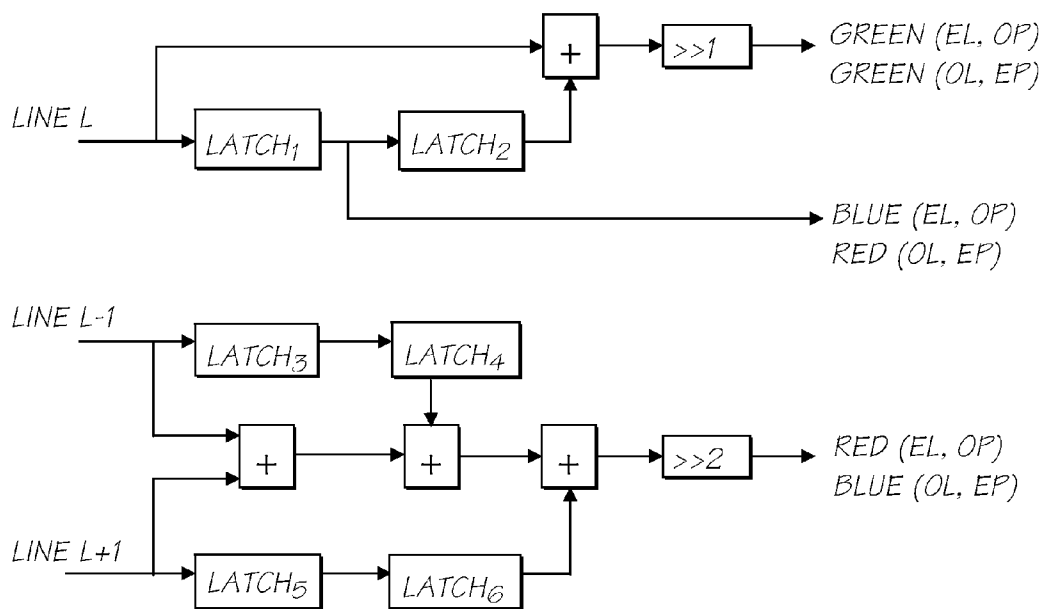 GREEN (EL, OP)
+
>>1
GREEN (OL, EP)
LINE L
LATCH1
LATCH2
BLUE (EL, OP)
RED (OL, EP)
LINE L-1
LATCH3
LATCH4
+
+
+
>>2
RED (EL, OP)
BLUE (OL, EP)
LINE L+1
LATCH5
LATCH6